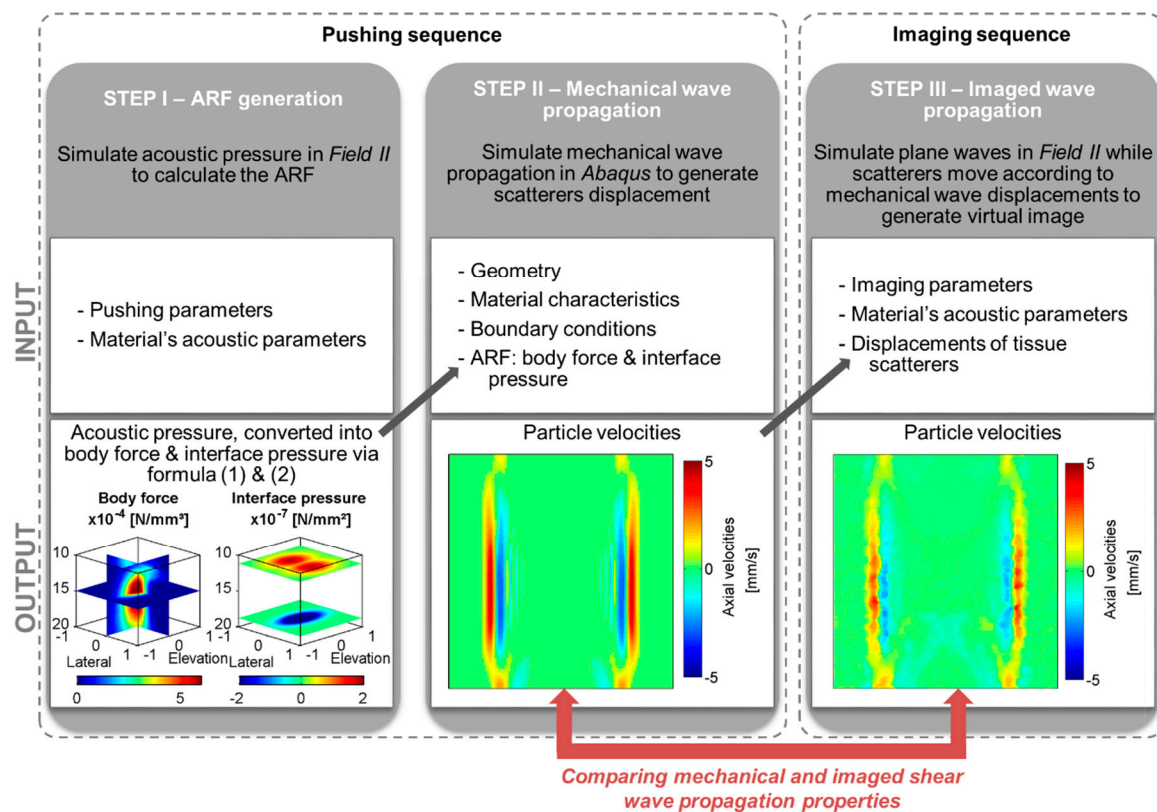 Pushing sequence
Imaging sequence
STEP I – ARF generation
Simulate acoustic pressure in Field II
to calculate the ARF
STEP II – Mechanical wave
propagation
Simulate mechanical wave
propagation in Abaqus to generate
scatterers displacement
STEP III – Imaged wave
propagation
Simulate plane waves in Field II while
scatterers move according to
mechanical wave displacements to
generate virtual image
INPUT
- Pushing parameters
- Material's acoustic parameters
- Geometry
- Material characteristics
- Boundary conditions
- ARF: body force & interface
pressure
- Imaging parameters
- Material's acoustic parameters
- Displacements of tissue
scatterers
OUTPUT
Acoustic pressure, converted into
body force & interface pressure via
formula (1) & (2)
Body force
x10⁻⁴ [N/mm³]
10
15
20
-1
0
1
-1
0
1
Lateral
Elevation
0
5
Interface pressure
x10⁻⁷ [N/mm²]
10
15
20
-1
0
1
-1
0
1
Lateral
Elevation
-2
0
2
Particle velocities
5
0
-5
Axial velocities
[mm/s]
Particle velocities
5
0
-5
Axial velocities
[mm/s]
Comparing mechanical and imaged shear
wave propagation properties